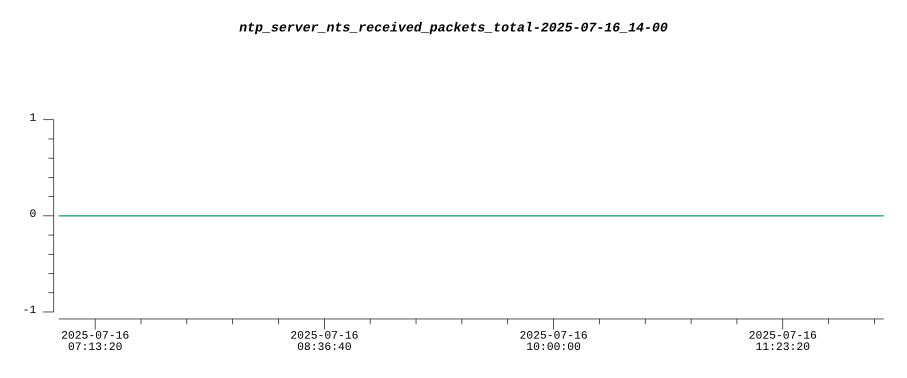 ntp_server_nts_received_packets_total-2025-07-16_14-00
1
0
-1
2025-07-16 2025-07-16 2025-07-16 2025-07-16
07:13:20 08:36:40 10:00:00 11:23:20